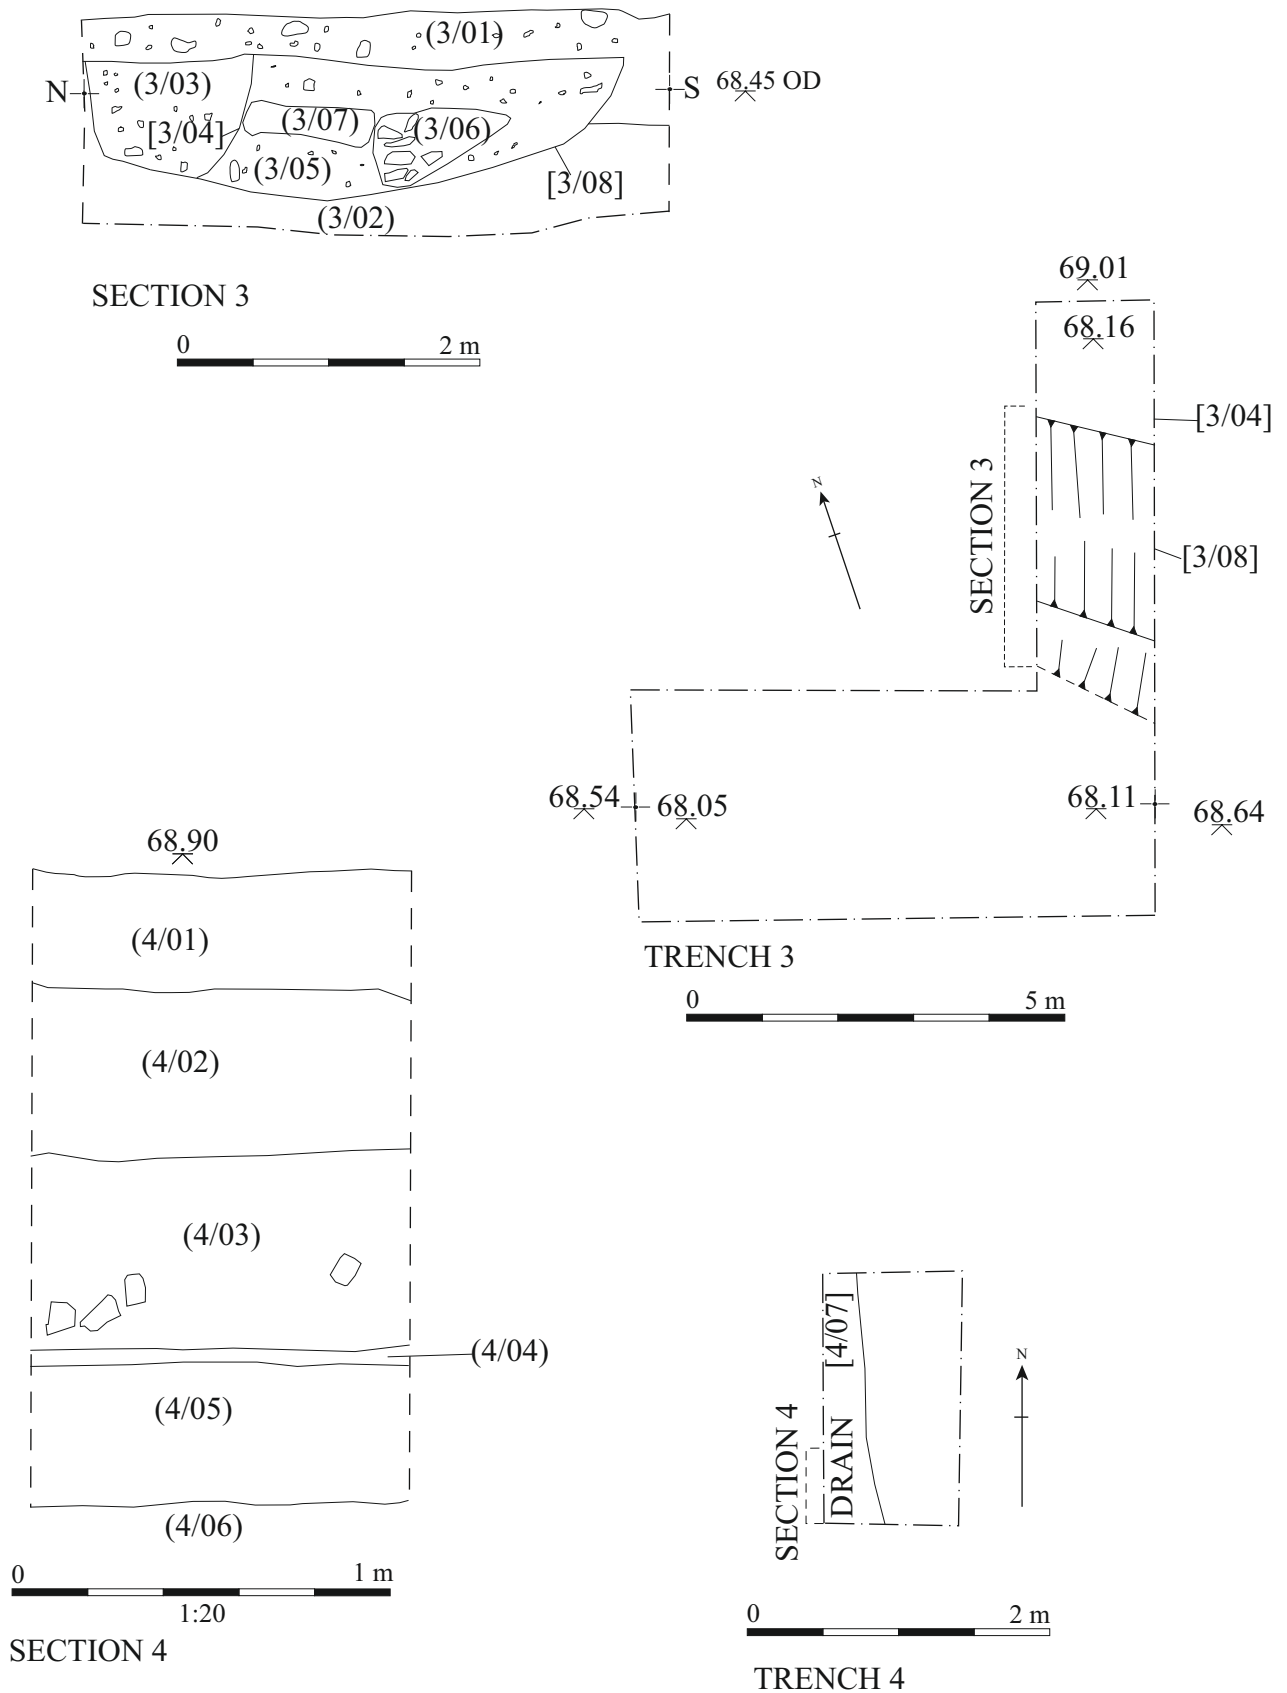 (3/01)
(3/03)
N
S
68.45 OD
[3/04]
(3/07)
(3/06)
(3/05)
[3/08]
(3/02)
SECTION 3
0 2 m
69.01
68.16
[3/04]
SECTION 3
[3/08]
N
68.54
68.05
68.11
68.64
TRENCH 3
0 5 m
68.90
(4/01)
(4/02)
(4/03)
(4/04)
(4/05)
(4/06)
0 1 m
1:20
SECTION 4
[4/07]
DRAIN
SECTION 4
N
0 2 m
TRENCH 4